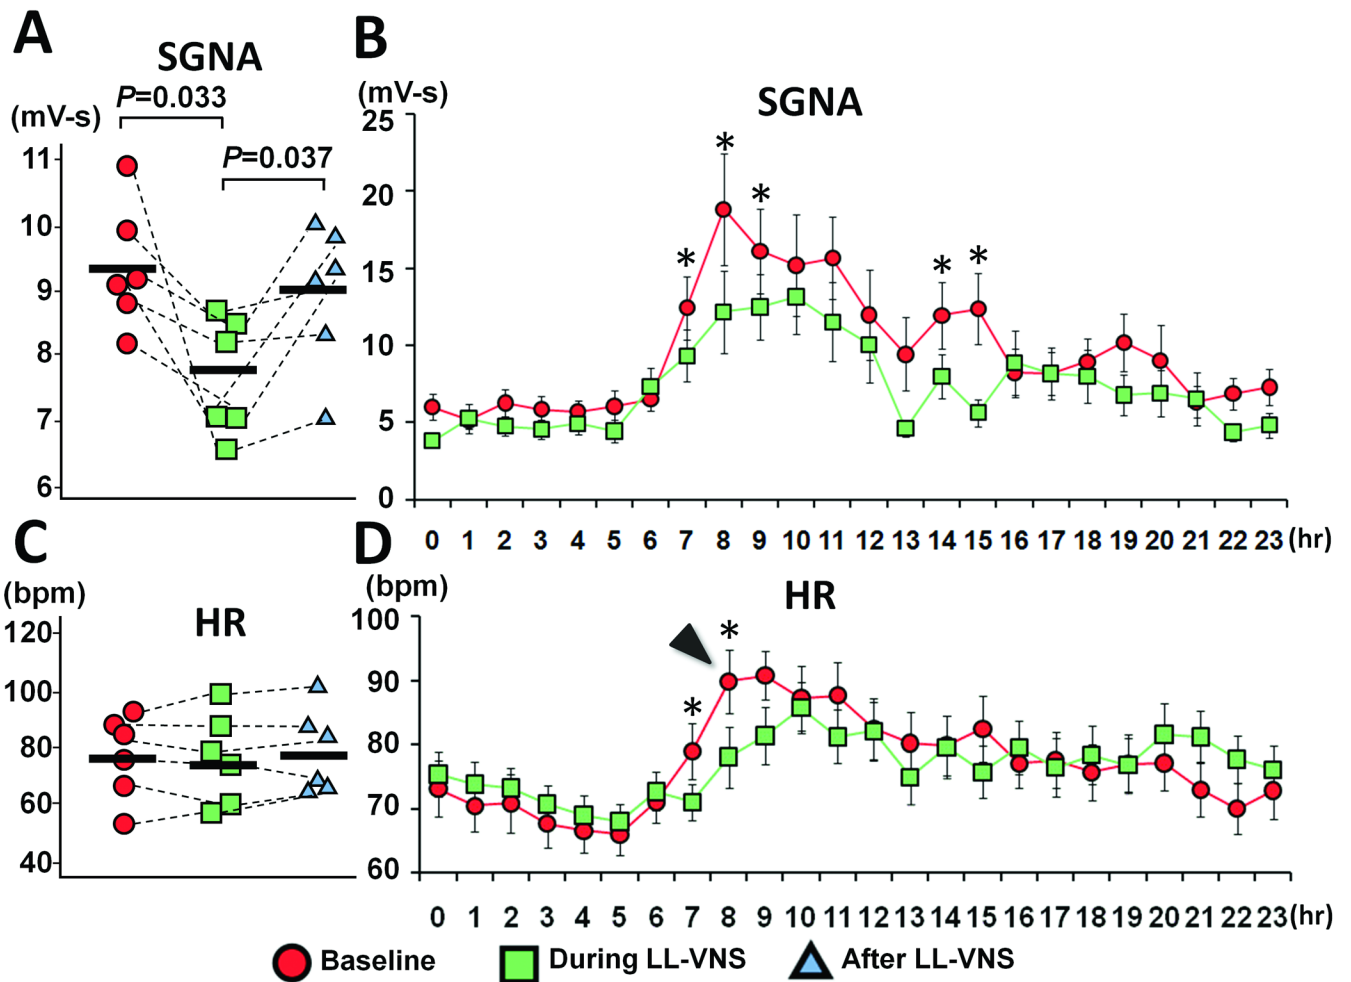 A
SGNA
P=0.033
(mV-s)
P=0.037
11
10
9
8
7
6
B
(mV-s)
SGNA
25
20
15
10
5
0
* * * * *
0 1 2 3 4 5 6 7 8 9 10 11 12 13 14 15 16 17 18 19 20 21 22 23 (hr)
C
(bpm)
HR
120
100
80
60
40
D
(bpm)
HR
100
90
80
70
60
* *
0 1 2 3 4 5 6 7 8 9 10 11 12 13 14 15 16 17 18 19 20 21 22 23 (hr)
Baseline During LL-VNS After LL-VNS